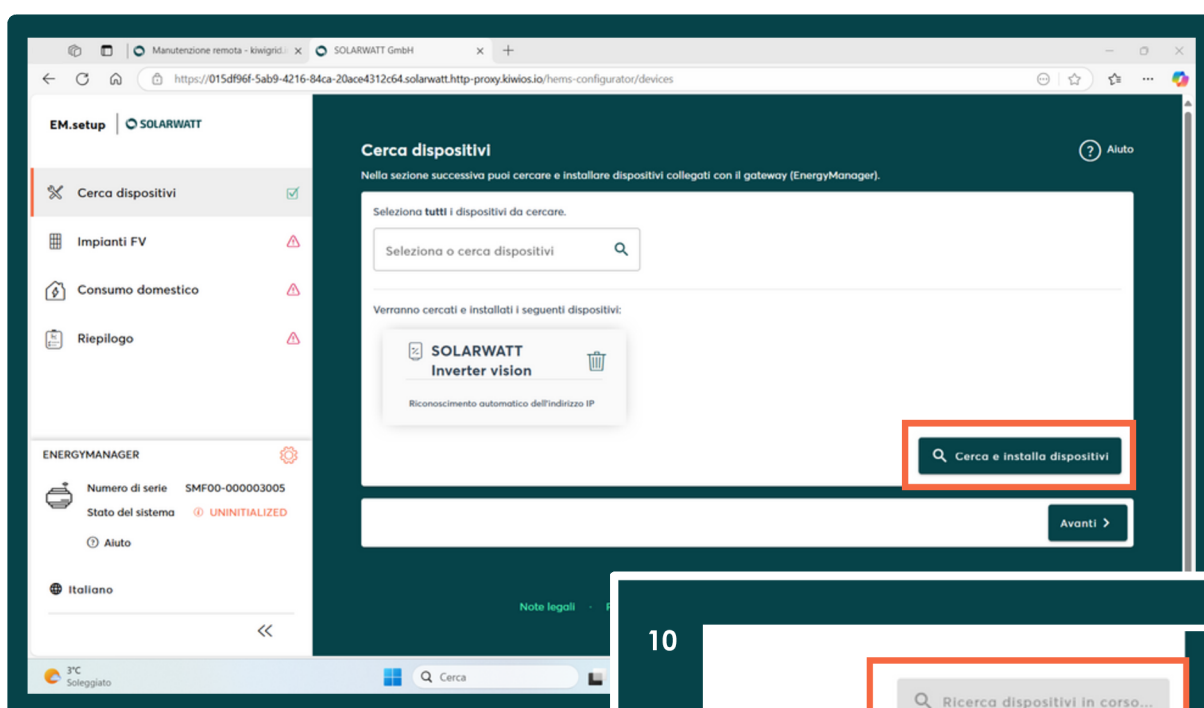 Manutenzione remota - kiwigrid.
SOLARWATT GmbH
https://015df96f-5ab9-4216-84ca-20ace4312c64.solarwatt.http-proxy.kiwios.io/hems-configurator/devices
EM.setup
SOLARWATT
Cerca dispositivi
Impianti FV
Consumo domestico
Riepilogo
ENERGYMANAGER
Numero di serie SMF00-000003005
Stato del sistema UNINITIALIZED
Aiuto
Italiano
Cerca dispositivi
Aiuto
Nella sezione successiva puoi cercare e installare dispositivi collegati con il gateway (EnergyManager).
Seleziona tutti i dispositivi da cercare.
Seleziona o cerca dispositivi
Verranno cercati e installati i seguenti dispositivi:
SOLARWATT
Inverter vision
Riconoscimento automatico dell'indirizzo IP
Cerca e installa dispositivi
Avanti
Note legali ·
3°C
Soleggiato
Cerca
10
Ricerca dispositivi in corso...